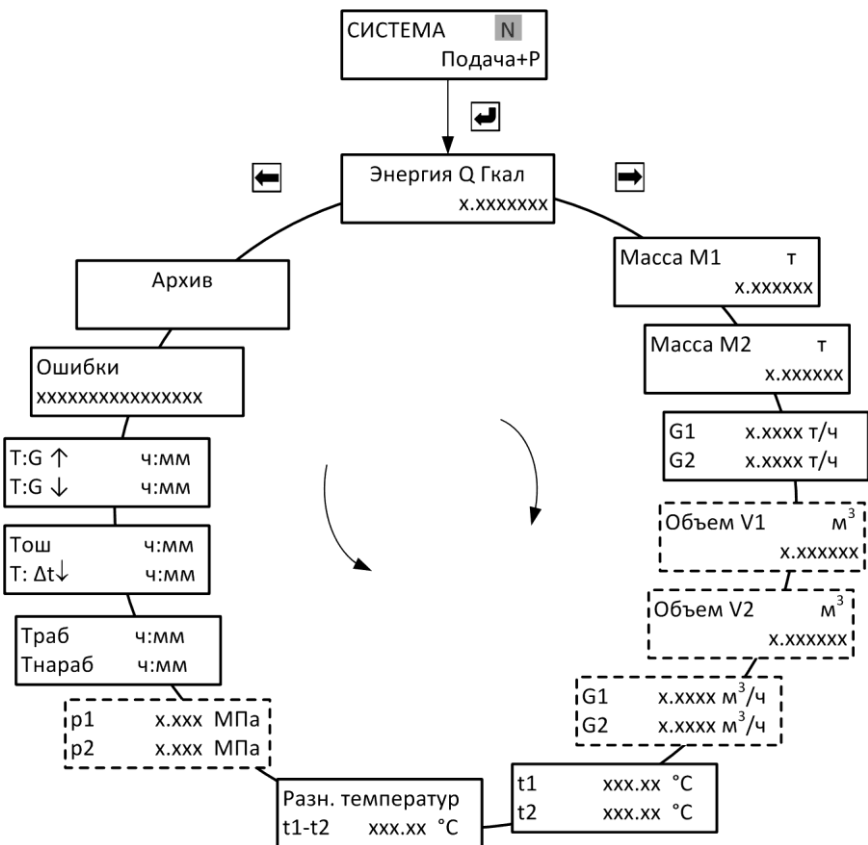 СИСТЕМА N
Подача+Р
Энергия Q Гкал
x.xxxxxxx
Масса М1 т
x.xxxxxx
Масса М2 т
x.xxxxxx
G1 x.xxxx т/ч
G2 x.xxxx т/ч
Объем V1 м³
x.xxxxxx
Объем V2 м³
x.xxxxxx
G1 x.xxxx м³/ч
G2 x.xxxx м³/ч
t1 xxx.xx °C
t2 xxx.xx °C
Разн. температур
t1-t2 xxx.xx °C
p1 x.xxx МПа
p2 x.xxx МПа
Траб ч:мм
Тнараб ч:мм
Тош ч:мм
Т: Δt↓ ч:мм
Т:G ↑ ч:мм
Т:G ↓ ч:мм
Ошибки
xxxxxxxxxxxxxxxx
Архив